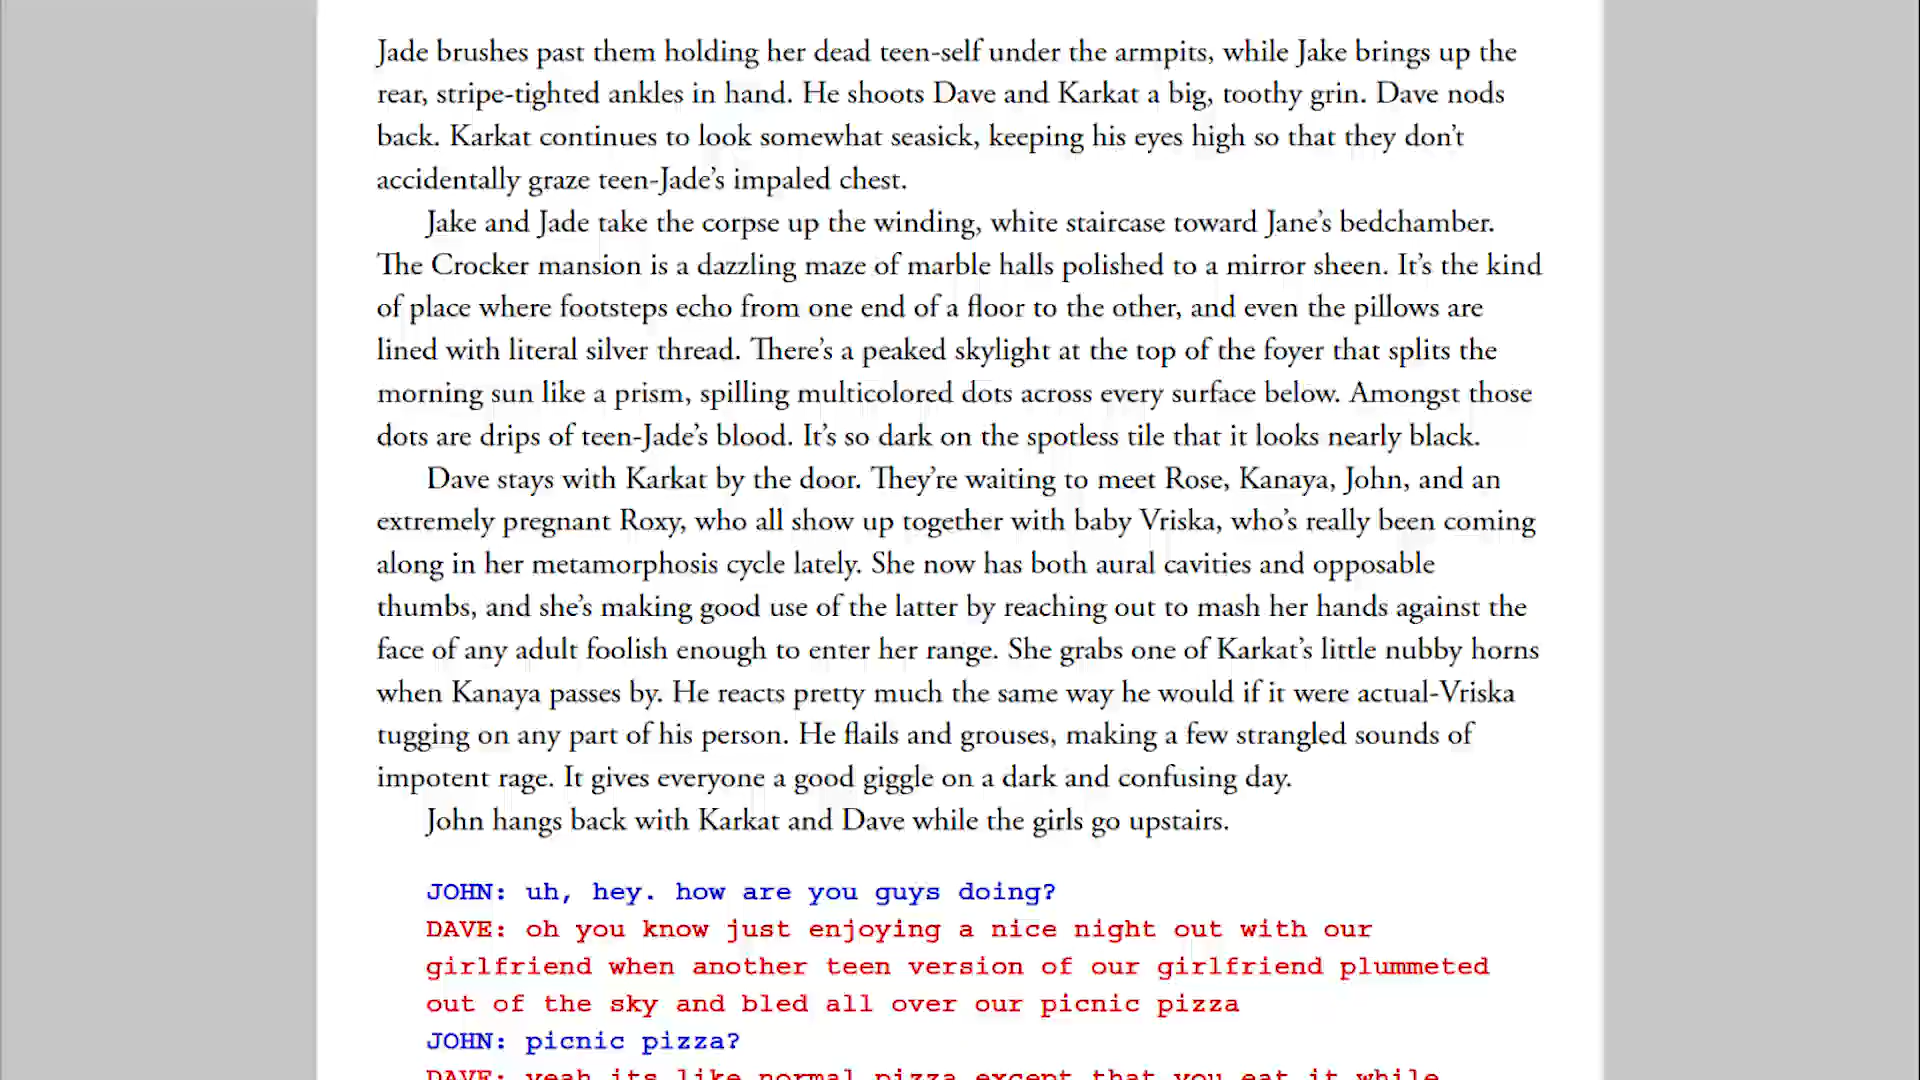 Jade brushes past them holding her dead teen-self under the armpits, while Jake brings up the
rear, stripe-tighted ankles in hand. He shoots Dave and Karkat a big, toothy grin. Dave nods
back. Karkat continues to look somewhat seasick, keeping his eyes high so that they don’t
accidentally graze teen-Jade’s impaled chest.
Jake and Jade take the corpse up the winding, white staircase toward Jane’s bedchamber.
The Crocker mansion is a dazzling maze of marble halls polished to a mirror sheen. It’s the kind
of place where footsteps echo from one end of a floor to the other, and even the pillows are
lined with literal silver thread. There’s a peaked skylight at the top of the foyer that splits the
morning sun like a prism, spilling multicolored dots across every surface below. Amongst those
dots are drips of teen-Jade’s blood. It’s so dark on the spotless tile that it looks nearly black.
Dave stays with Karkat by the door. They’re waiting to meet Rose, Kanaya, John, and an
extremely pregnant Roxy, who all show up together with baby Vriska, who’s really been coming
along in her metamorphosis cycle lately. She now has both aural cavities and opposable
thumbs, and she’s making good use of the latter by reaching out to mash her hands against the
face of any adult foolish enough to enter her range. She grabs one of Karkat’s little nubby horns
when Kanaya passes by. He reacts pretty much the same way he would if it were actual-Vriska
tugging on any part of his person. He flails and grouses, making a few strangled sounds of
impotent rage. It gives everyone a good giggle on a dark and confusing day.
John hangs back with Karkat and Dave while the girls go upstairs.
JOHN: uh, hey. how are you guys doing?
DAVE: oh you know just enjoying a nice night out with our
girlfriend when another teen version of our girlfriend plummeted
out of the sky and bled all over our picnic pizza
JOHN: picnic pizza?
DAVE: yeah its like normal pizza except that you eat it while